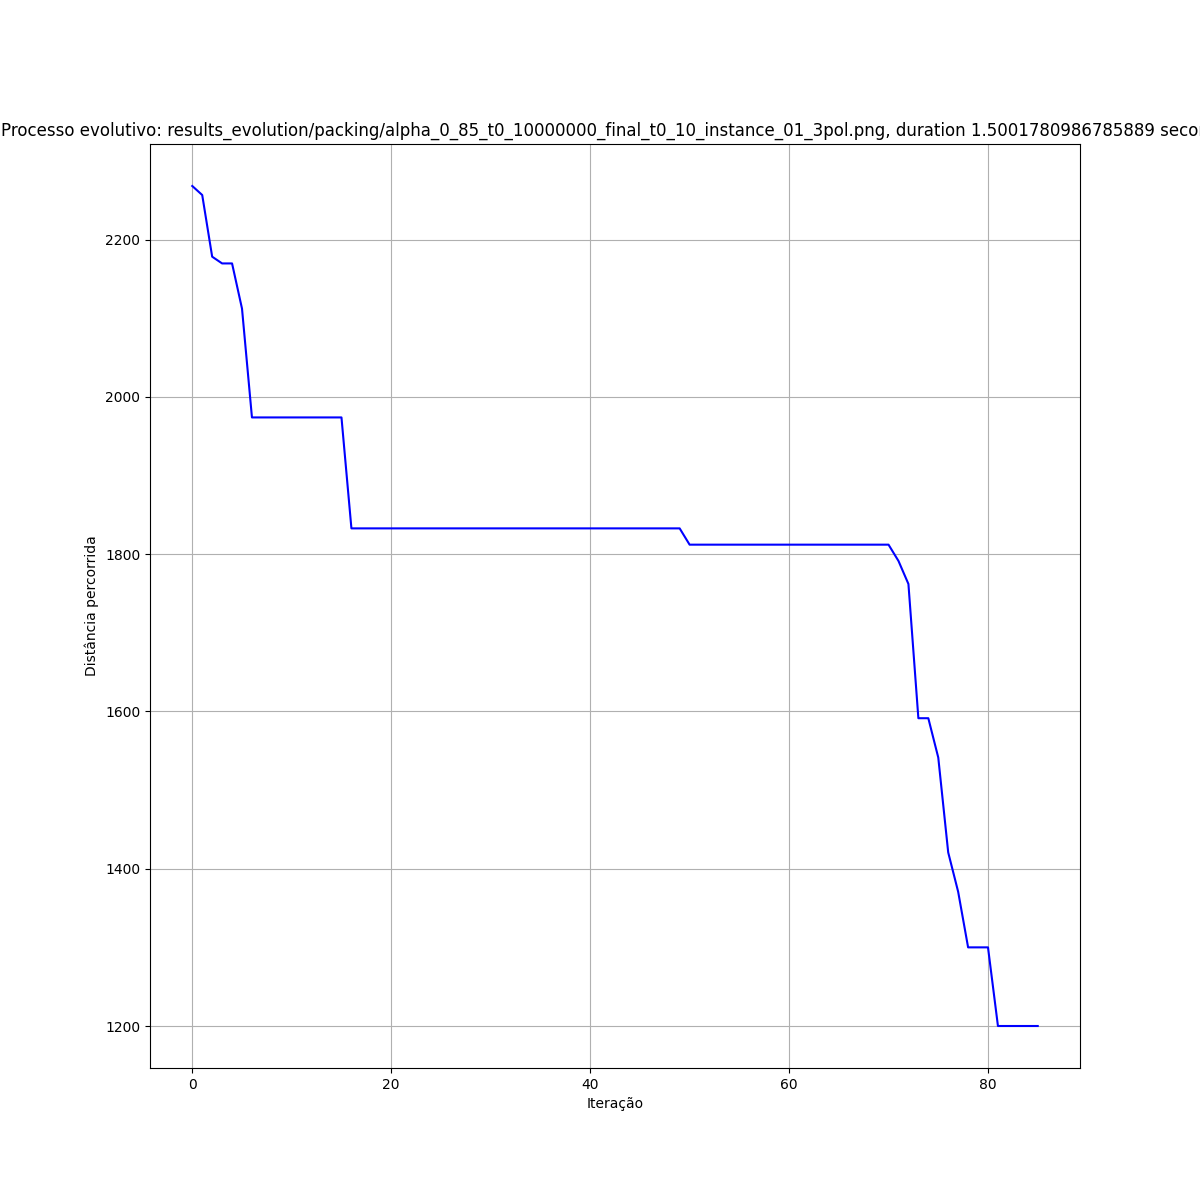 Processo evolutivo: results_evolution/packing/alpha_0_85_t0_10000000_final_t0_10_instance_01_3pol.png, duration 1.5001780986785889
2200
2000
1800
1600
1400
1200
Distância percorrida
0 20 40 60 80
Iteração